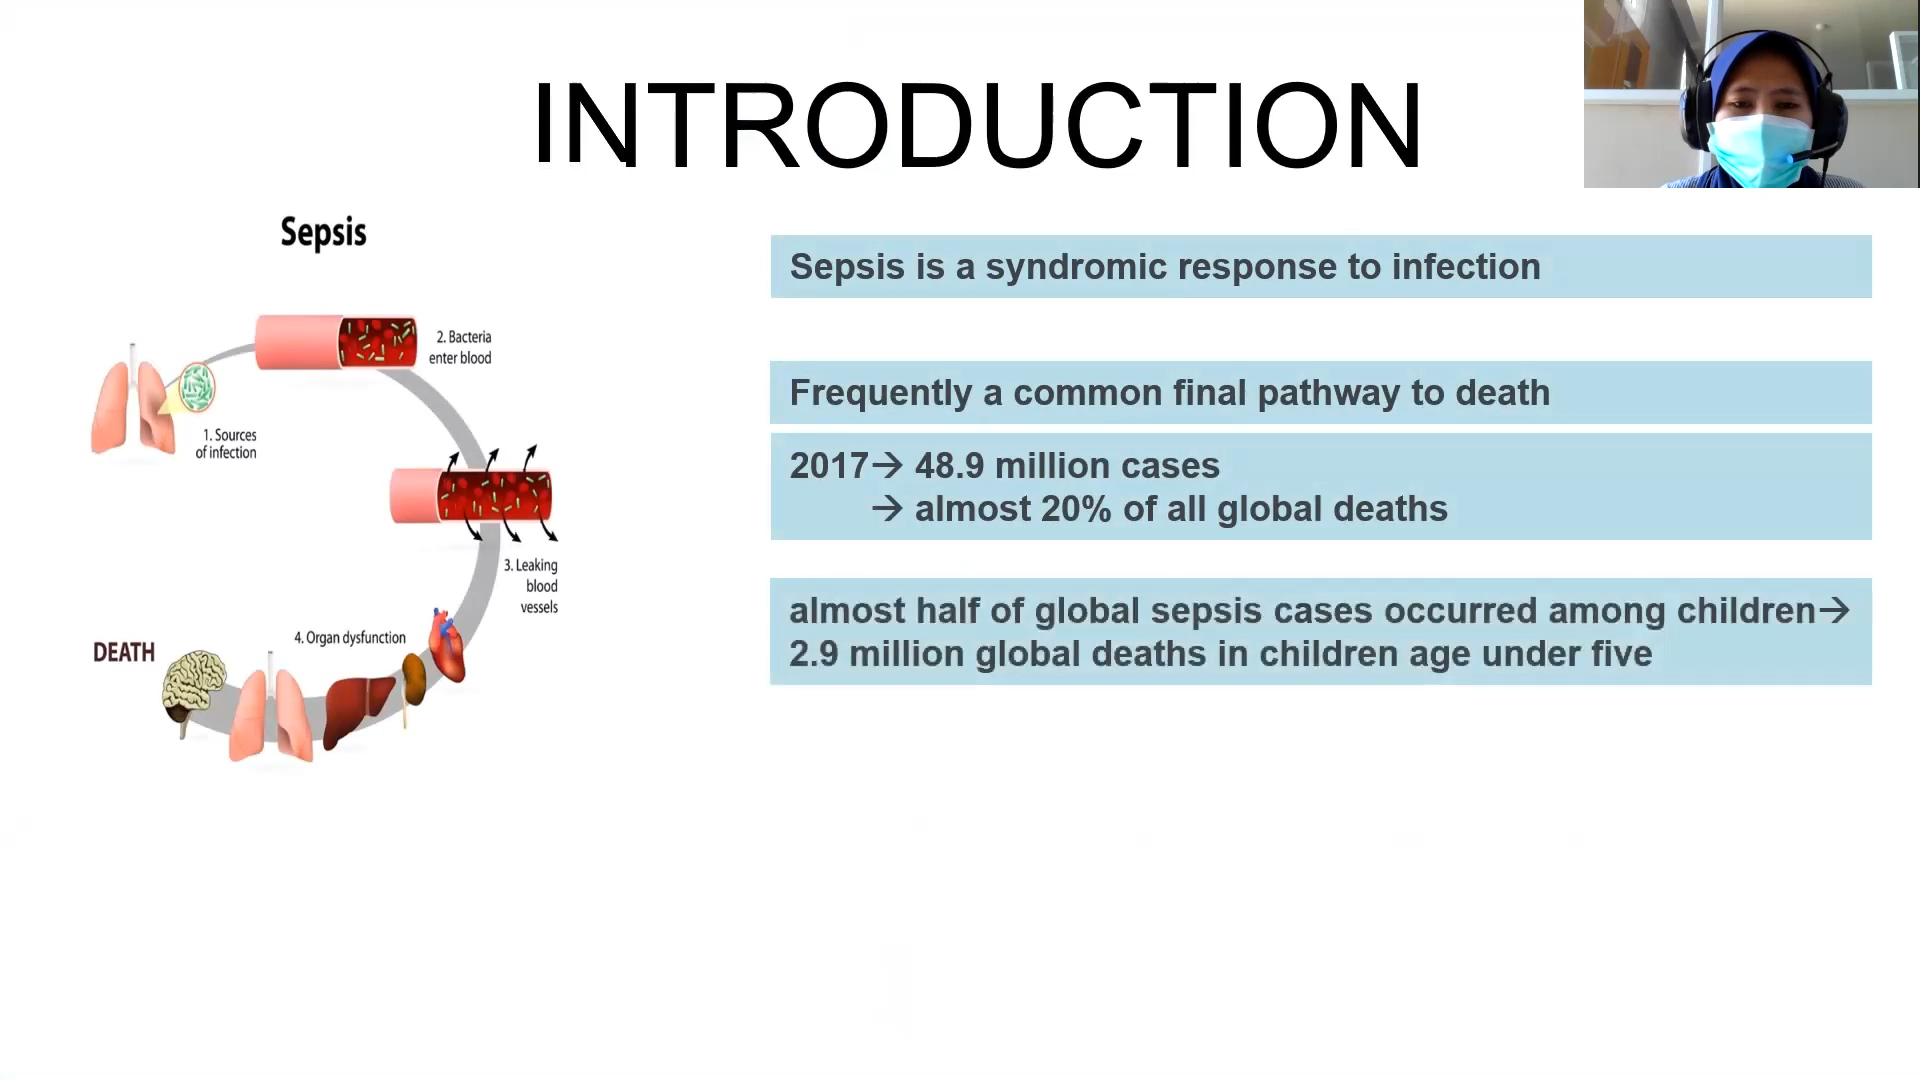 INTRODUCTION
Sepsis
1. Sources
of infection
2. Bacteria
enter blood
3. Leaking
blood
vessels
4. Organ dysfunction
DEATH
Sepsis is a syndromic response to infection
Frequently a common final pathway to death
2017→ 48.9 million cases
→ almost 20% of all global deaths
almost half of global sepsis cases occurred among children→
2.9 million global deaths in children age under five